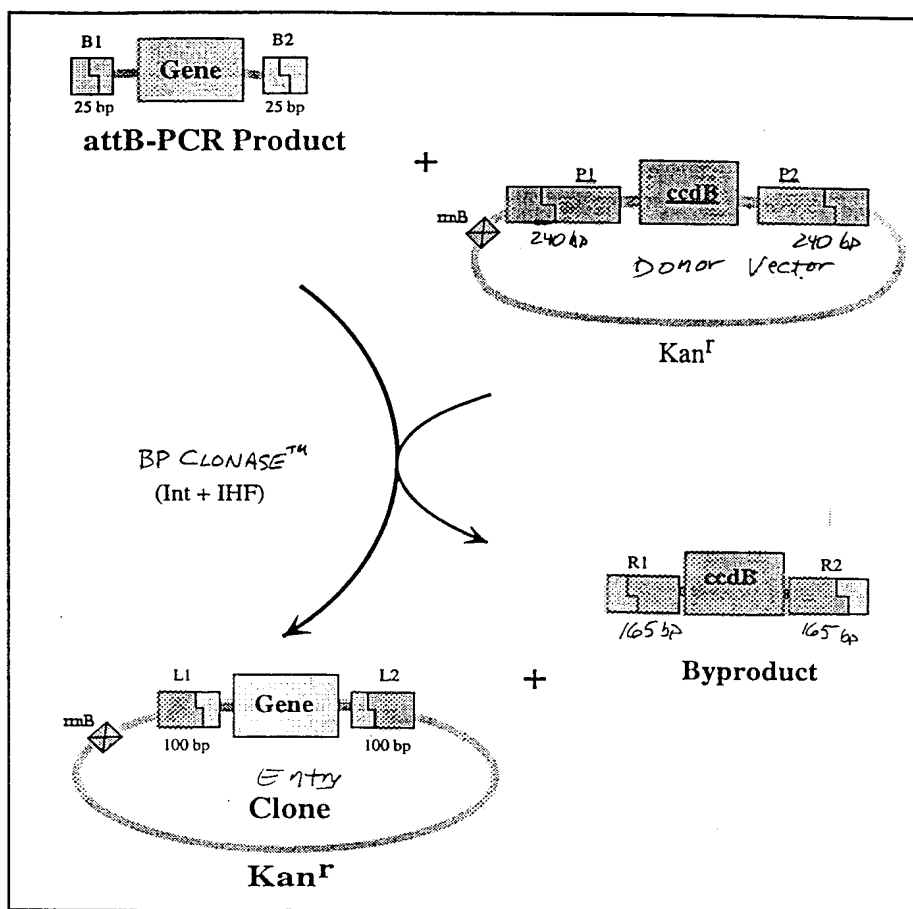 B1 B2
Gene
25 bp 25 bp
attB-PCR Product
+
P1 P2
ccdB
rrnB
240 bp 240 bp
Donor Vector
Kanʳ
BP CLONASE™
(Int + IHF)
R1 R2
ccdB
165 bp 165 bp
Byproduct
+
L1 L2
Gene
rrnB
100 bp 100 bp
Entry
Clone
Kanʳ